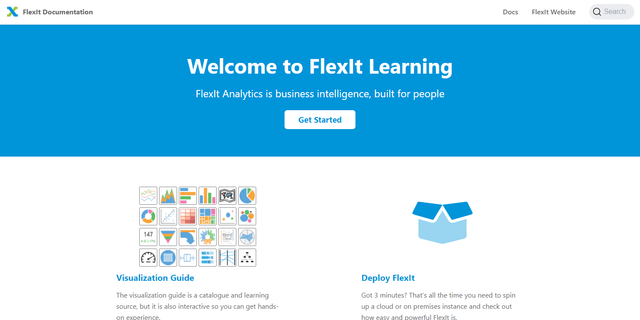 FlexIt Documentation
Docs
FlexIt Website
Search
Welcome to FlexIt Learning
FlexIt Analytics is business intelligence, built for people
Get Started
147
Visualization Guide
The visualization guide is a catalogue and learning
source, but it is also interactive so you can get hands-
on experience.
Deploy FlexIt
Got 3 minutes? That's all the time you need to spin
up a cloud or on premises instance and check out
how easy and powerful FlexIt is.